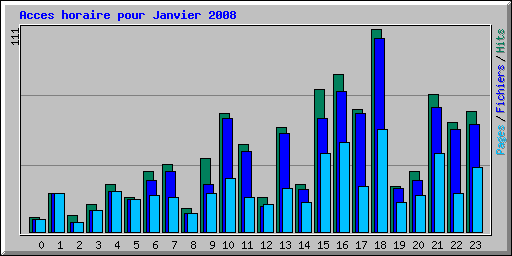 Acces horaire pour Janvier 2008
111
Pages / Fichiers / Hits
0 1 2 3 4 5 6 7 8 9 10 11 12 13 14 15 16 17 18 19 20 21 22 23